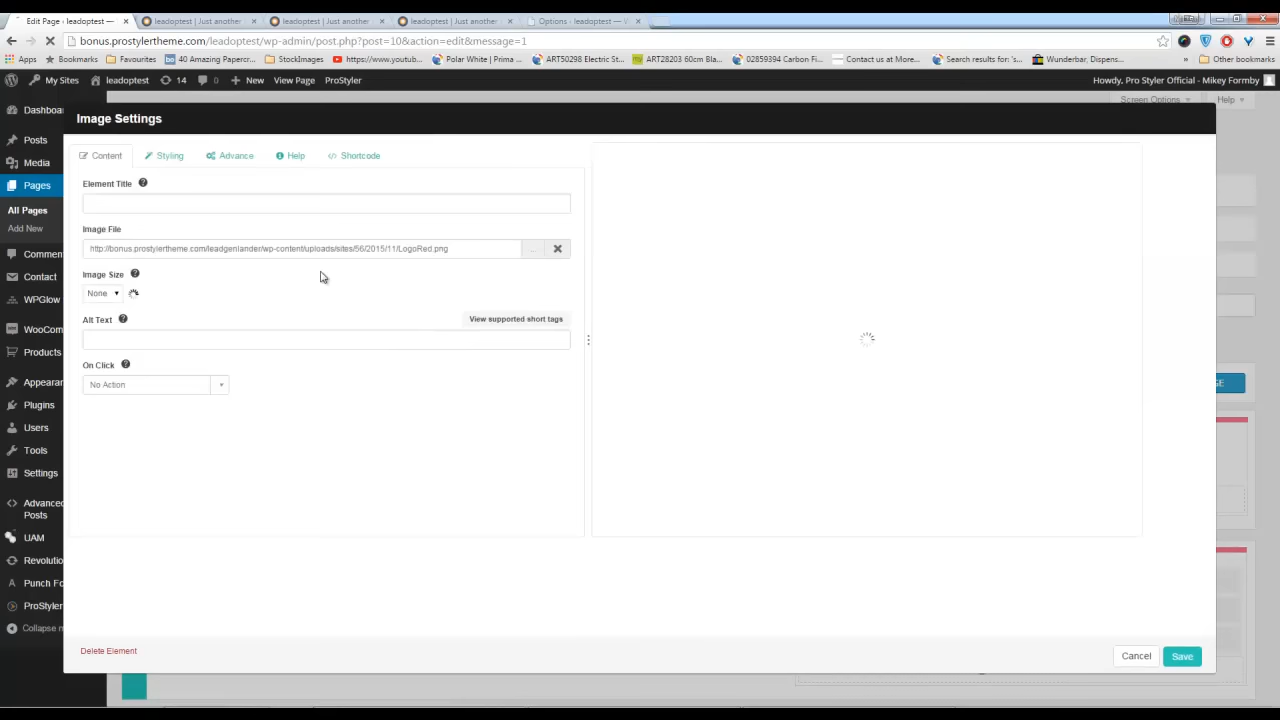 Edit Page ‹ leadoptest — ×
leadoptest | Just another ×
leadoptest | Just another ×
leadoptest | Just another ×
Options ‹ leadoptest — ×
bonus.prostylertheme.com/leadoptest/wp-admin/post.php?post=10&action=edit&message=1
Apps
Bookmarks
Favourites
40 Amazing Papercr...
StockImages
https://www.youtub...
Polar White | Prima ...
ART50298 Electric St...
ART28203 60cm Bla...
02859394 Carbon Fi...
Contact us at More...
Search results for: 's...
Wunderbar, Dispens...
»
Other bookmarks
My Sites
leadoptest
14
0
+ New
View Page
ProStyler
Howdy, Pro Styler Official - Mikey Formby
Screen Options
Help
Dashboa
Posts
Media
Pages
All Pages
Add New
Commen
Contact
WPGlow
WooCom
Products
Appearan
Plugins
Users
Tools
Settings
Advanced
Posts
UAM
Revolutio
Punch Fo
ProStyler
Collapse m
Image Settings
Content
Styling
Advance
Help
Shortcode
Element Title
Image File
http://bonus.prostylertheme.com/leadgenlander/wp-content/uploads/sites/56/2015/11/LogoRed.png
...
Image Size
None
Alt Text
View supported short tags
On Click
No Action
GE
Delete Element
Cancel
Save